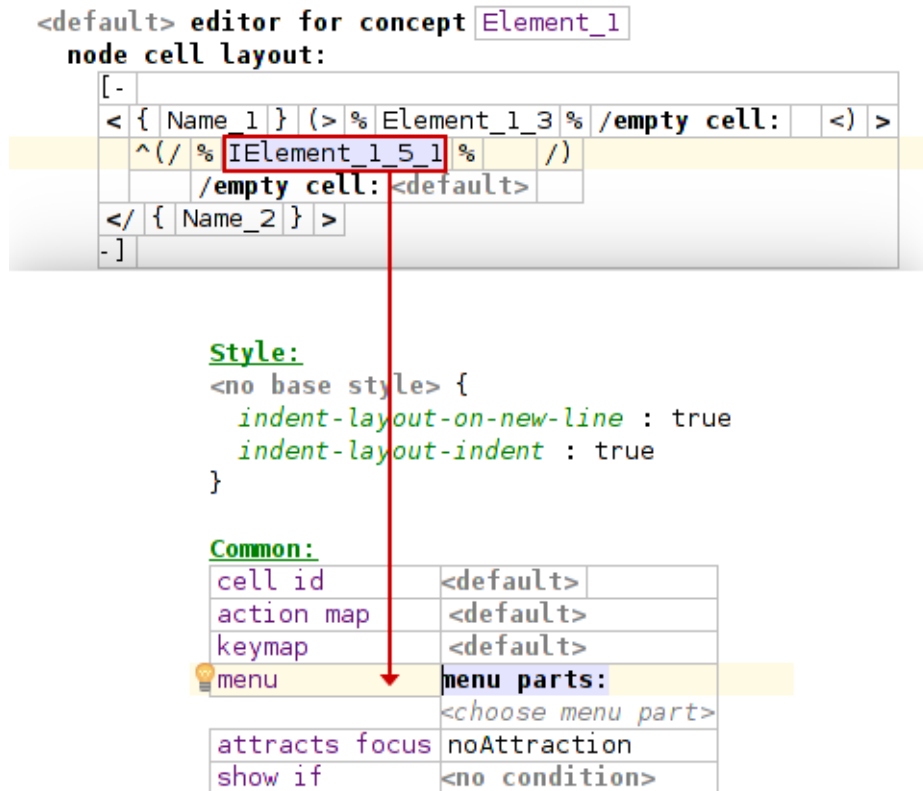 <default> editor for concept Element_1
node cell layout:
[-
< { Name_1 } (> % Element_1_3 % /empty cell: <) >
^(/ % IElement_1_5_1 % /)
/empty cell: <default>
</ { Name_2 } >
-]
Style:
<no base style> {
indent-layout-on-new-line : true
indent-layout-indent : true
}
Common:
cell id <default>
action map <default>
keymap <default>
menu menu parts:
<choose menu part>
attracts focus noAttraction
show if <no condition>